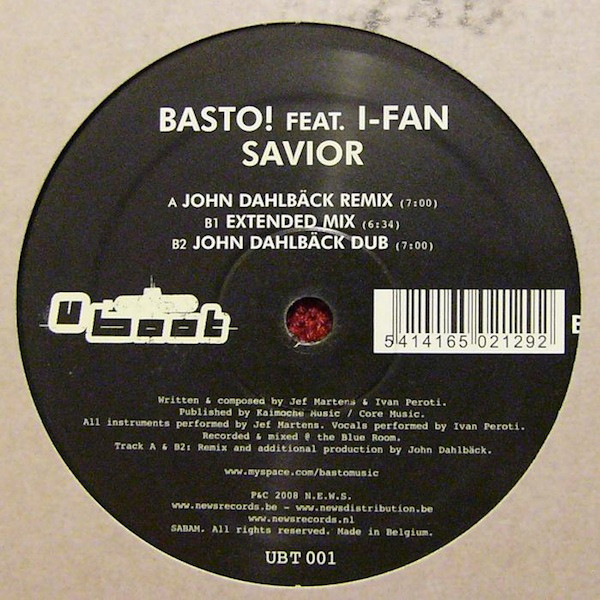 BASTO! FEAT. I-FAN
SAVIOR
A JOHN DAHLBÄCK REMIX (7:00)
B1 EXTENDED MIX (6:34)
B2 JOHN DAHLBÄCK DUB (7:00)
U boot
5414165 021292
Written & composed by Jef Martens & Ivan Peroti.
Published by Kaimoche Music / Core Music.
All instruments performed by Jef Martens. Vocals performed by Ivan Peroti.
Recorded & mixed @ the Blue Room.
Track A & B2: Remix and additional production by John Dahlbäck.
www.myspace.com/bastomusic
P&C 2008 N.E.W.S.
www.newsrecords.be - www.newsdistribution.be
www.newsrecords.nl
SABAM. All rights reserved. Made in Belgium.
UBT 001